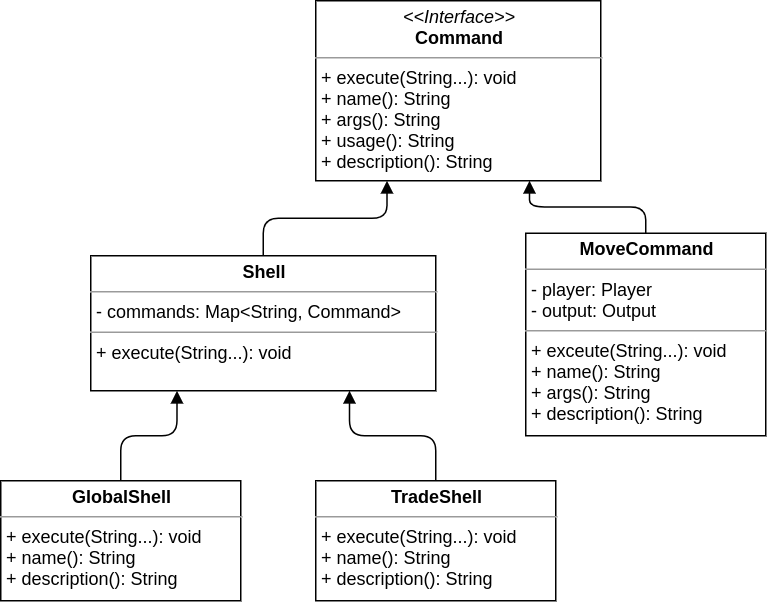 <<Interface>>
Command
+ execute(String...): void
+ name(): String
+ args(): String
+ usage(): String
+ description(): String
Shell
- commands: Map<String, Command>
+ execute(String...): void
MoveCommand
- player: Player
- output: Output
+ exceute(String...): void
+ name(): String
+ args(): String
+ description(): String
GlobalShell
+ execute(String...): void
+ name(): String
+ description(): String
TradeShell
+ execute(String...): void
+ name(): String
+ description(): String